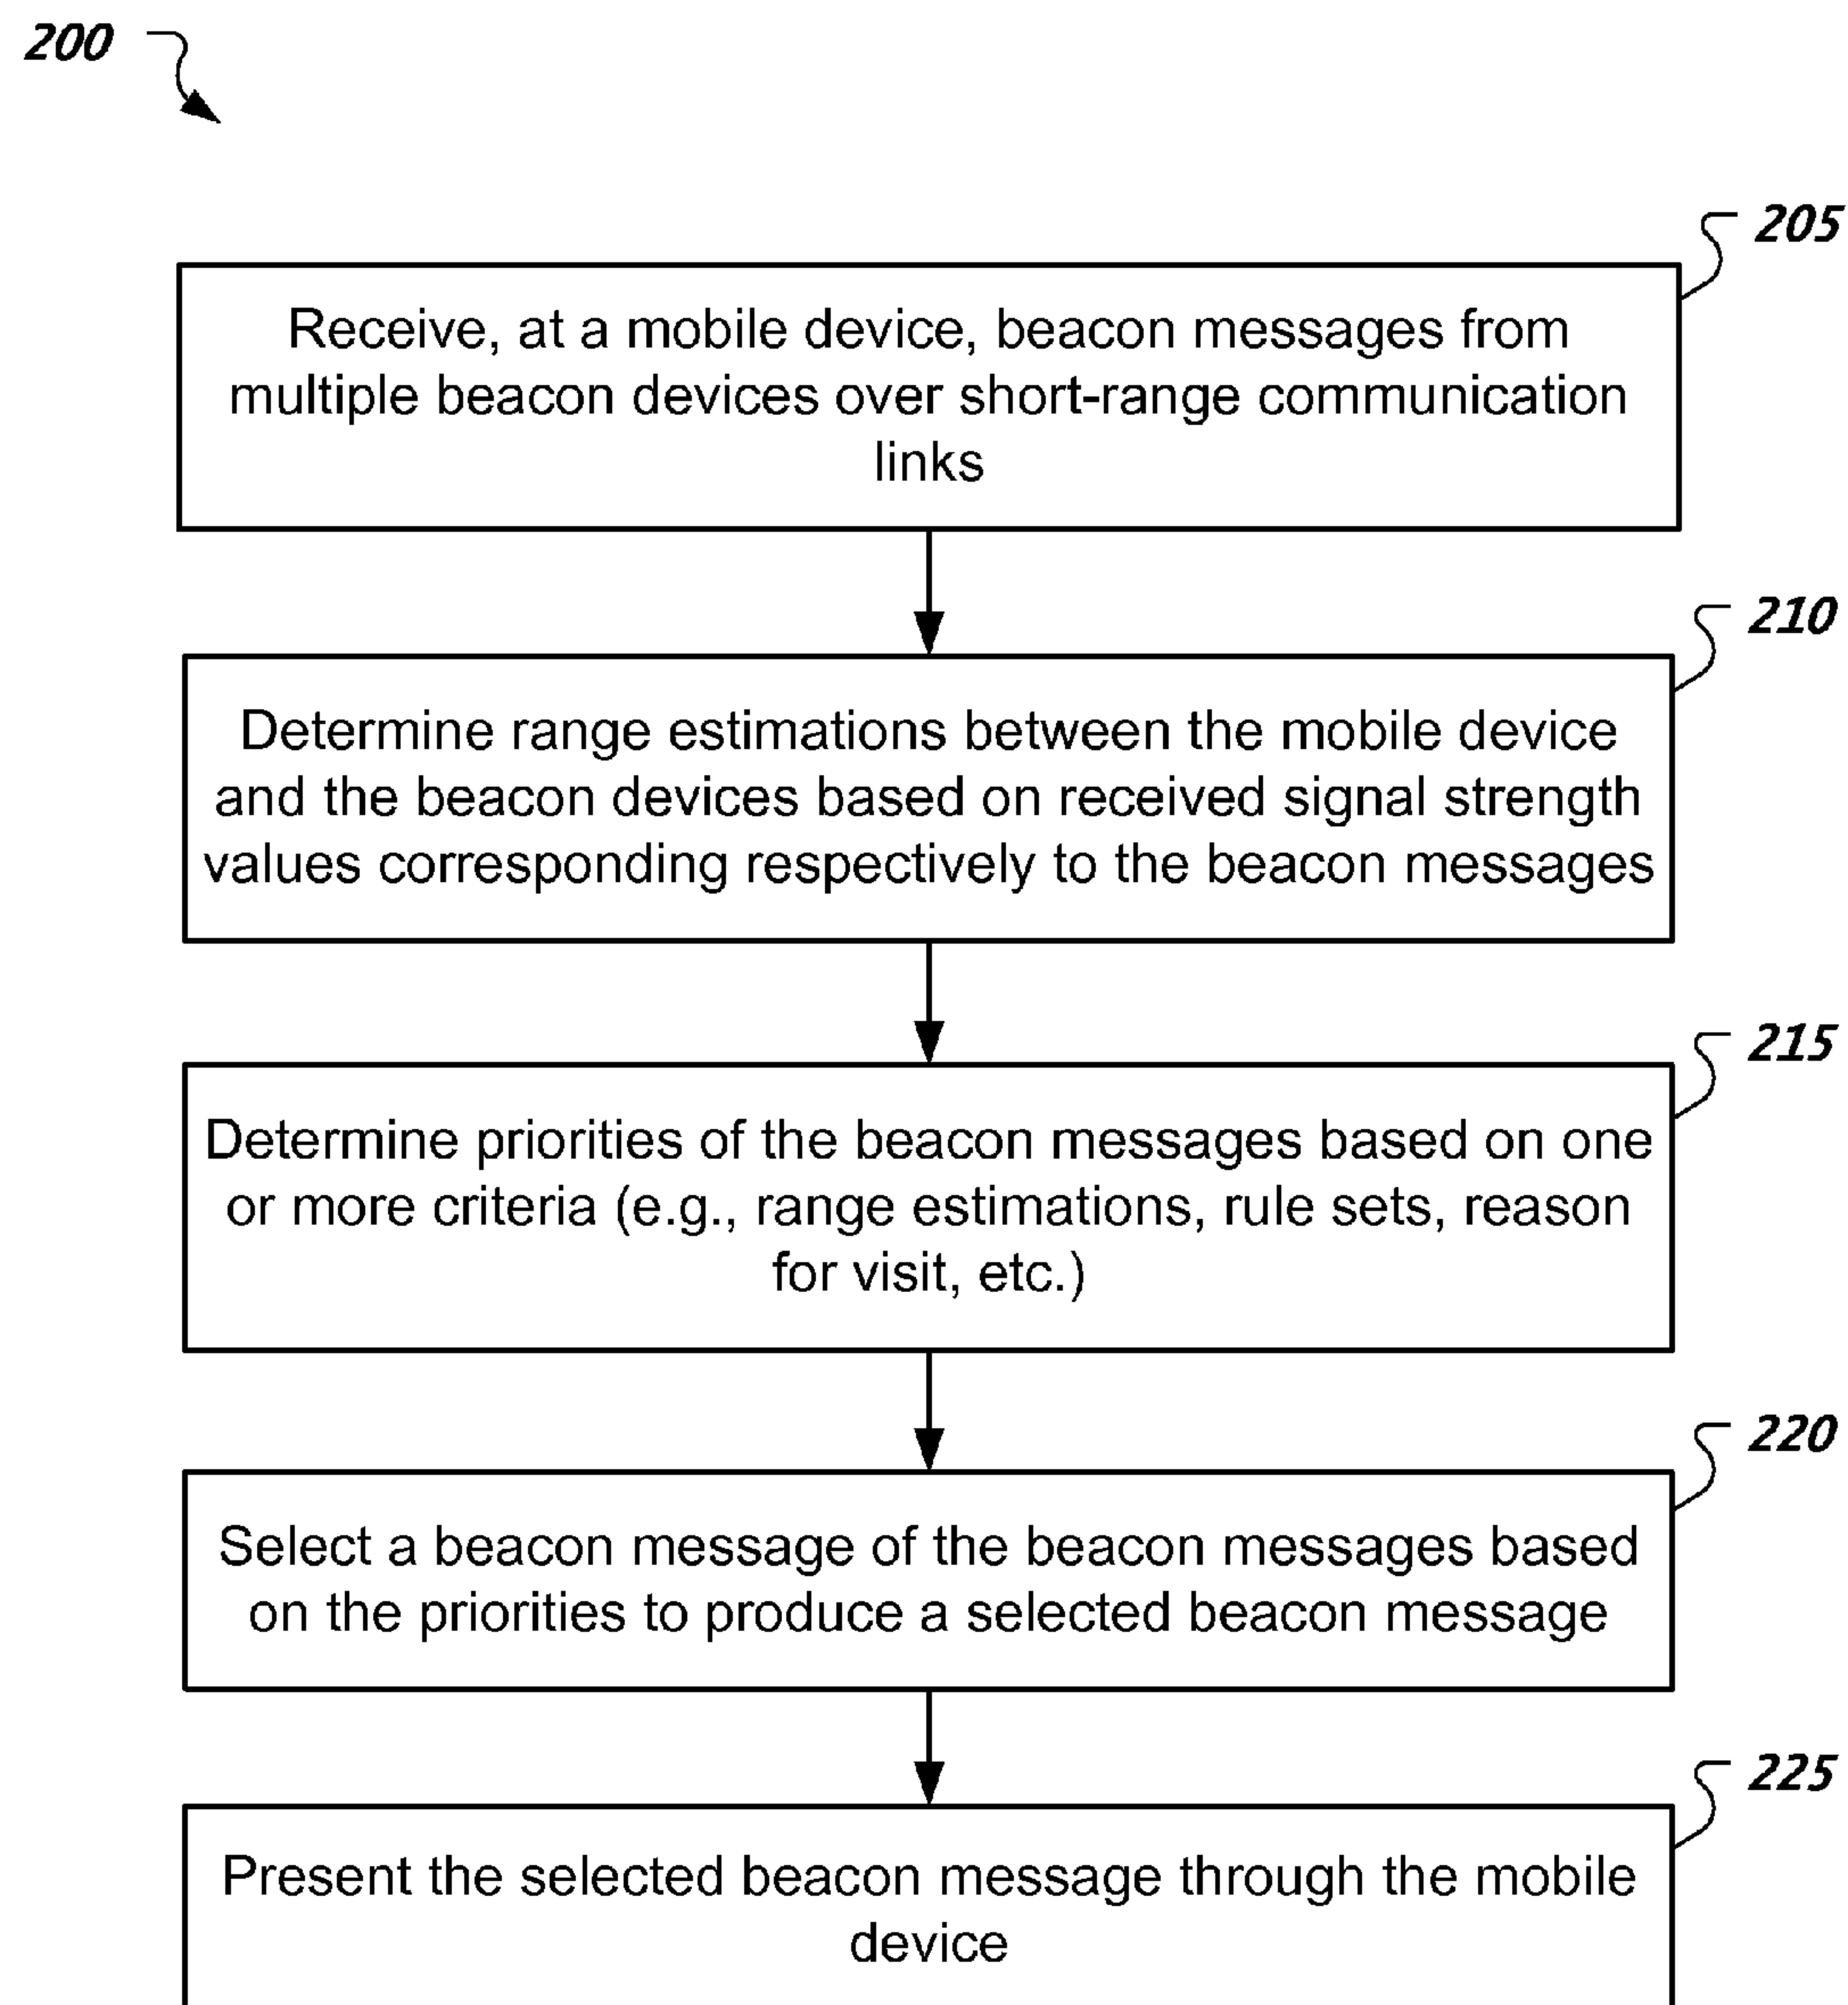 200
205
Receive, at a mobile device, beacon messages from
multiple beacon devices over short-range communication
links
210
Determine range estimations between the mobile device
and the beacon devices based on received signal strength
values corresponding respectively to the beacon messages
215
Determine priorities of the beacon messages based on one
or more criteria (e.g., range estimations, rule sets, reason
for visit, etc.)
220
Select a beacon message of the beacon messages based
on the priorities to produce a selected beacon message
225
Present the selected beacon message through the mobile
device